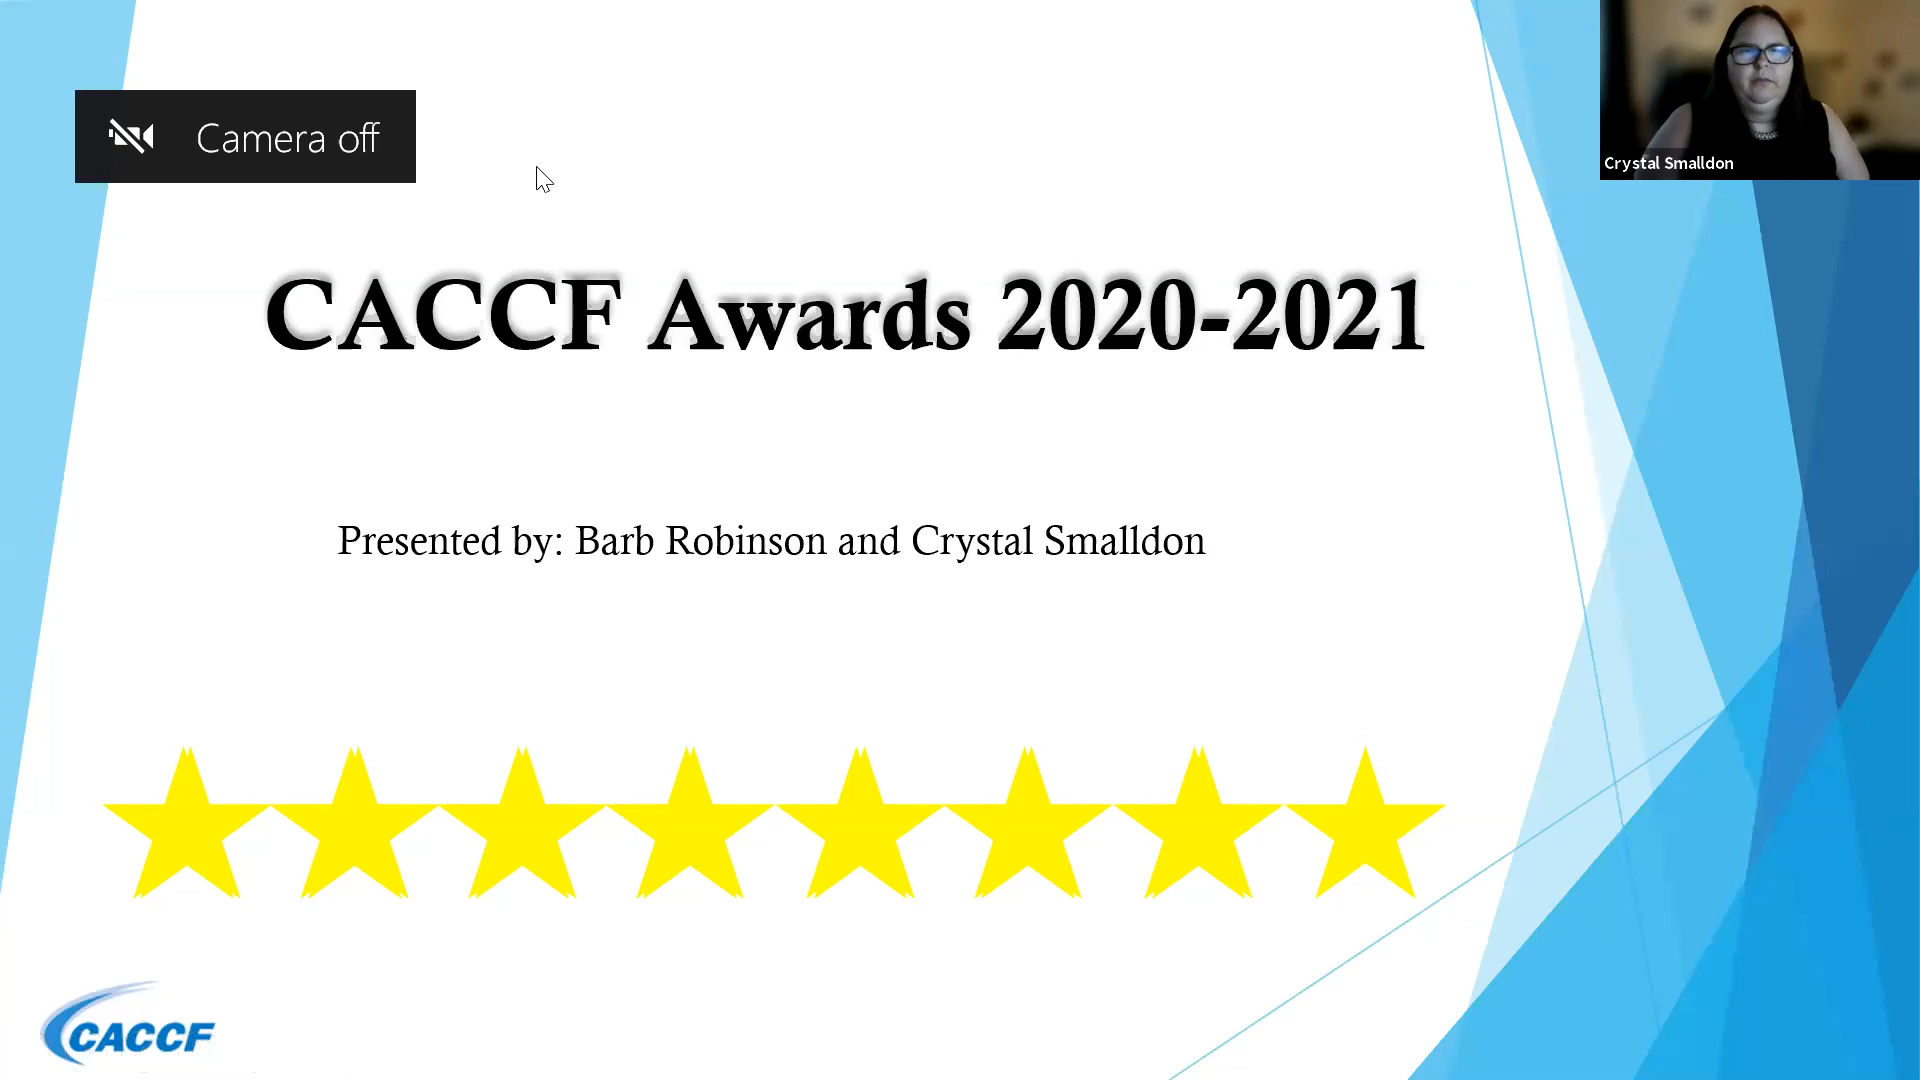 Camera off
Crystal Smalldon
CACCF Awards 2020-2021
Presented by: Barb Robinson and Crystal Smalldon
CACCF